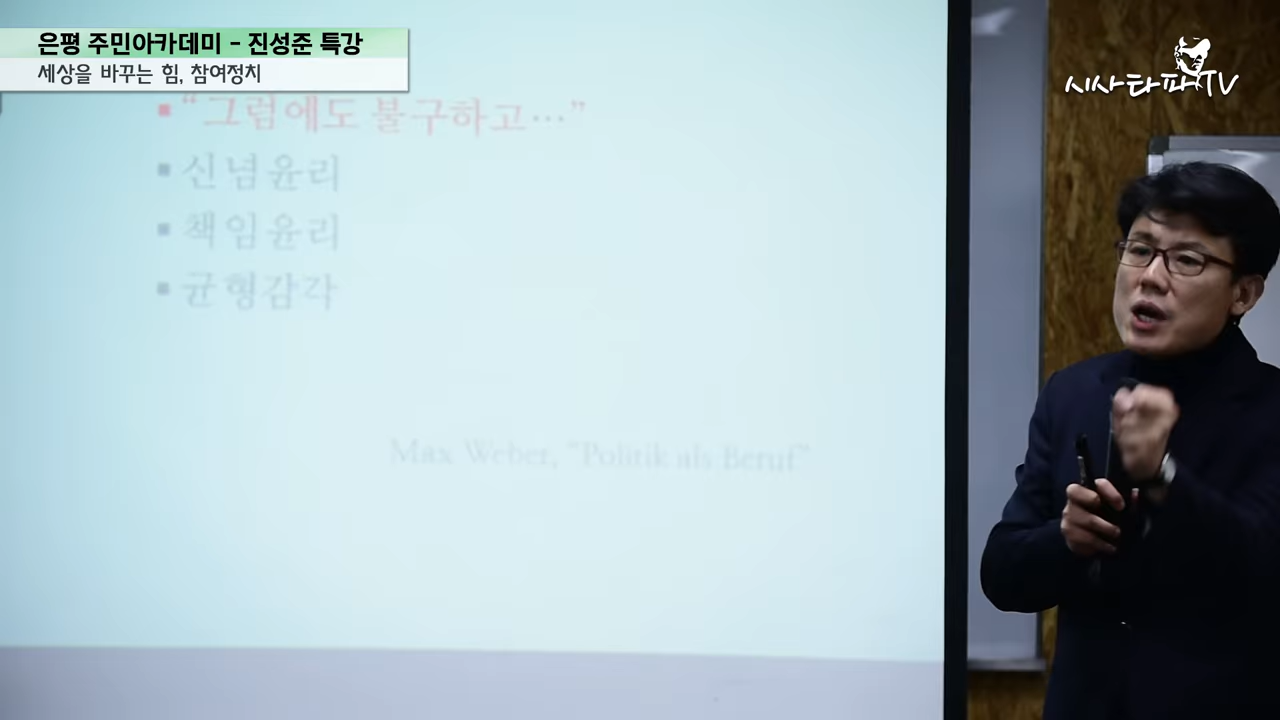 은평 주민아카데미 - 진성준 특강
세상을 바꾸는 힘, 참여정치
시사타파TV
"그럼에도 불구하고…"
신념윤리
책임윤리
균형감각
Max Weber, "Politik als Beruf"